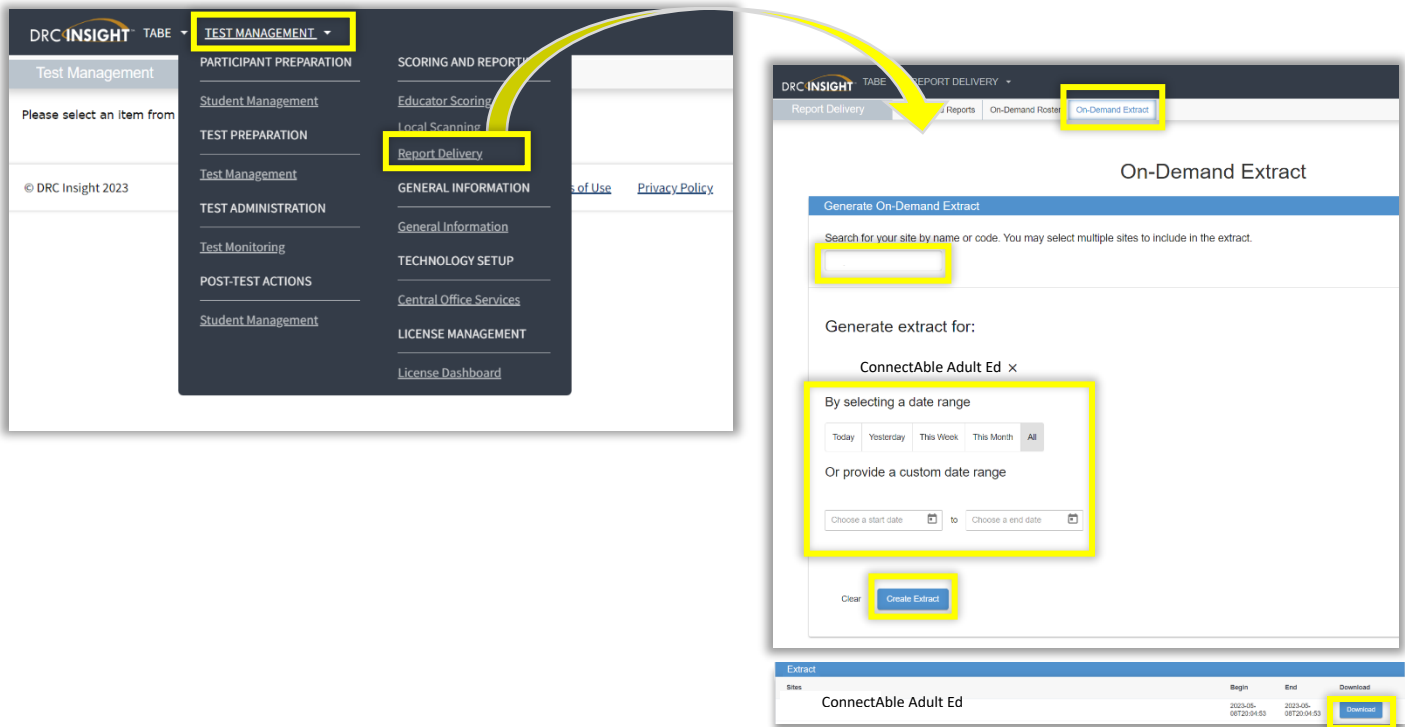 DRC INSIGHT TABE TEST MANAGEMENT
Test Management
Please select an item from
© DRC Insight 2023
PARTICIPANT PREPARATION
Student Management
TEST PREPARATION
Test Management
TEST ADMINISTRATION
Test Monitoring
POST-TEST ACTIONS
Student Management
SCORING AND REPORTI
Educator Scoring
Local Scanning
Report Delivery
GENERAL INFORMATION
General Information
TECHNOLOGY SETUP
Central Office Services
LICENSE MANAGEMENT
License Dashboard
s of Use Privacy Policy
DRC INSIGHT TABE REPORT DELIVERY
Report Delivery Reports On-Demand Roster On-Demand Extract
On-Demand Extract
Generate On-Demand Extract
Search for your site by name or code. You may select multiple sites to include in the extract.
Generate extract for:
ConnectAble Adult Ed ×
By selecting a date range
Today Yesterday This Week This Month All
Or provide a custom date range
Choose a start date to Choose a end date
Clear Create Extract
Extract
Sites Begin End Download
ConnectAble Adult Ed 2023-05- 2023-05- Download
08T20:04:53 08T20:04:53